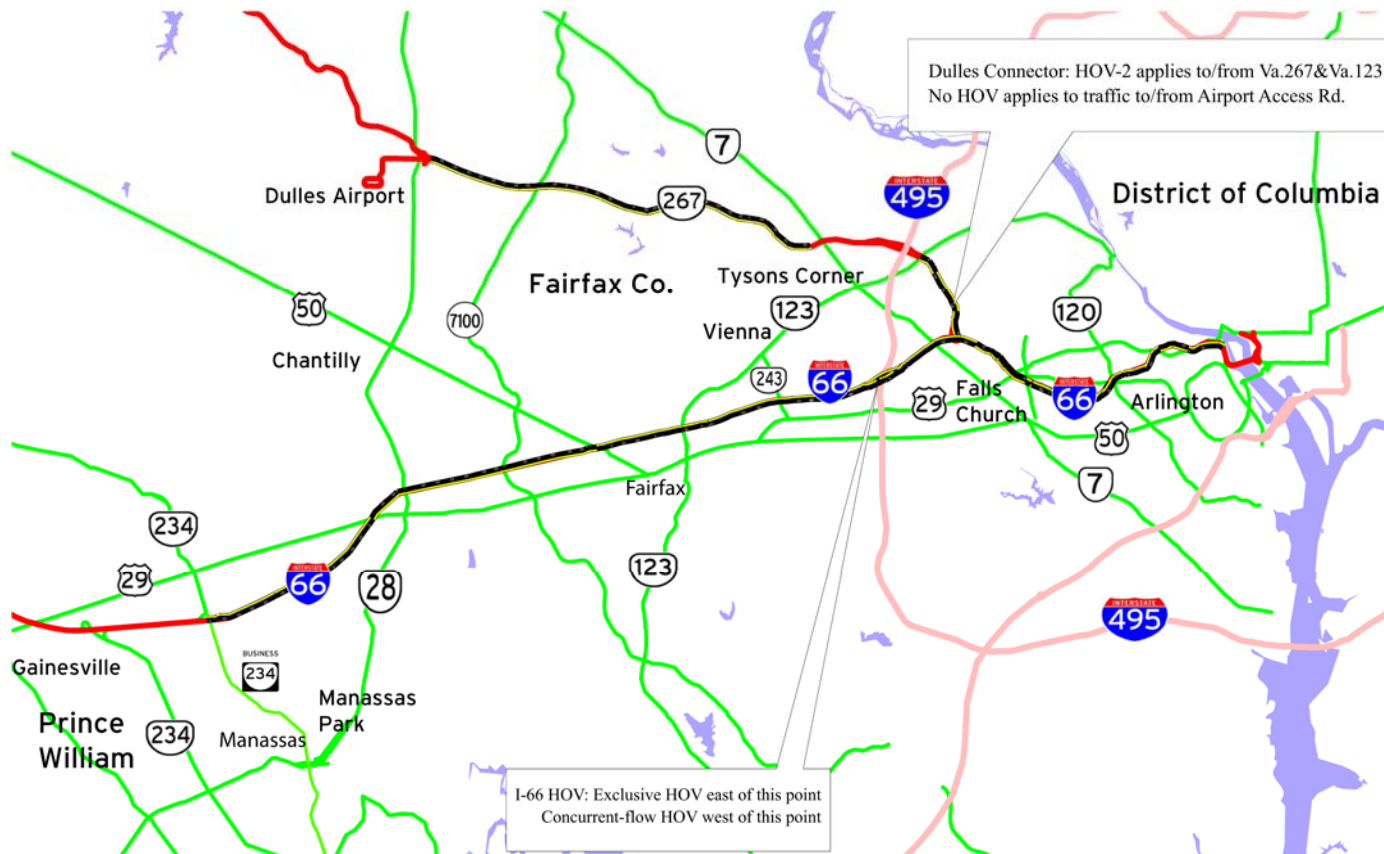 Dulles Connector: HOV-2 applies to/from Va.267&Va.123
No HOV applies to traffic to/from Airport Access Rd.
7
INTERSTATE
495
District of Columbia
Dulles Airport
267
Tysons Corner
Fairfax Co.
50
7100
123
120
Vienna
Chantilly
243
INTERSTATE
66
29
Falls
Church
INTERSTATE
66
Arlington
50
Fairfax
7
234
29
INTERSTATE
66
28
123
INTERSTATE
495
Gainesville
BUSINESS
234
Manassas
Park
Prince
William
234
Manassas
I-66 HOV: Exclusive HOV east of this point
Concurrent-flow HOV west of this point